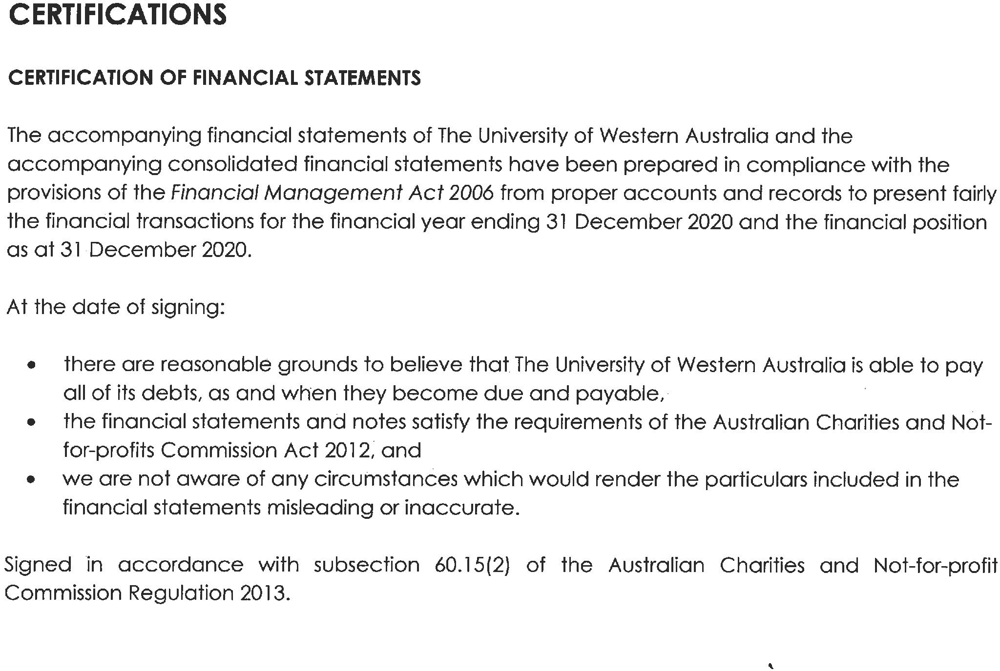 CERTIFICATIONS
CERTIFICATION OF FINANCIAL STATEMENTS
The accompanying financial statements of The University of Western Australia and the
accompanying consolidated financial statements have been prepared in compliance with the
provisions of the Financial Management Act 2006 from proper accounts and records to present fairly
the financial transactions for the financial year ending 31 December 2020 and the financial position
as at 31 December 2020.
At the date of signing:
• there are reasonable grounds to believe that The University of Western Australia is able to pay
all of its debts, as and when they become due and payable,
• the financial statements and notes satisfy the requirements of the Australian Charities and Not-
for-profits Commission Act 2012, and
• we are not aware of any circumstances which would render the particulars included in the
financial statements misleading or inaccurate.
Signed in accordance with subsection 60.15(2) of the Australian Charities and Not-for-profit
Commission Regulation 2013.